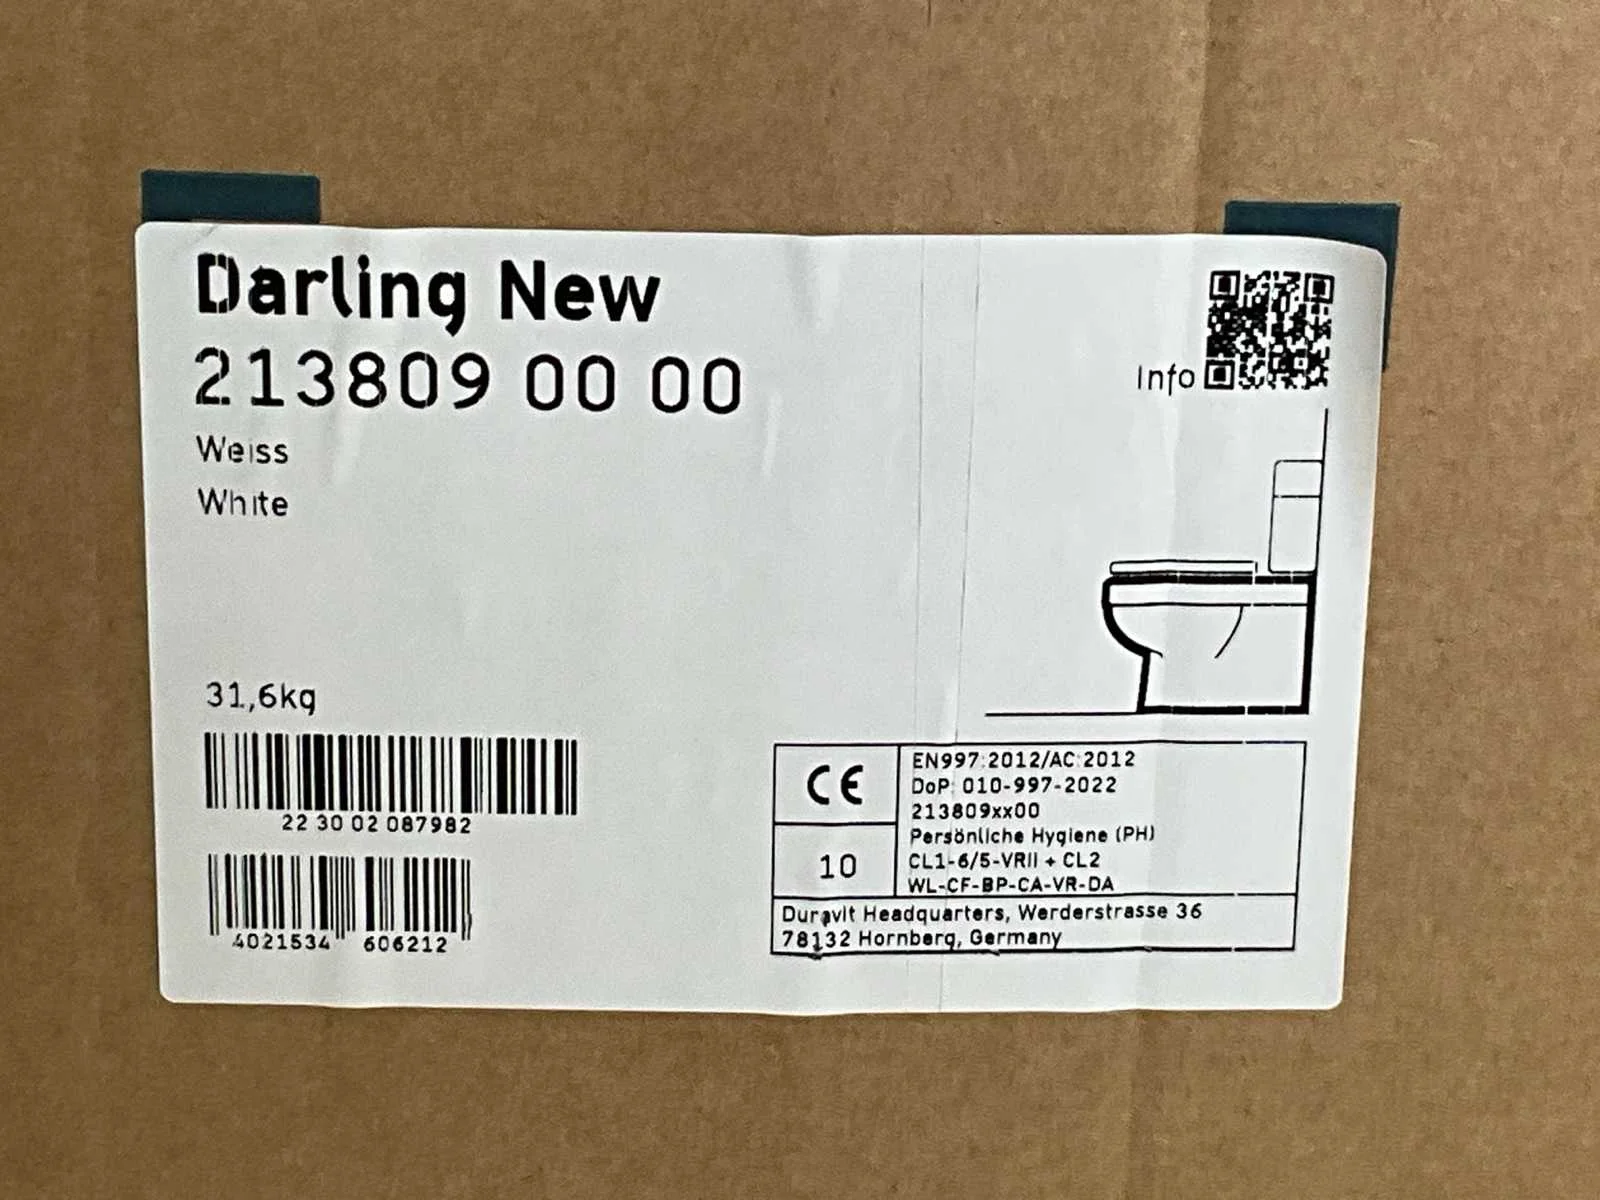 Darling New
213809 00 00
Weiss
White
Info
31,6kg
22 30 02 087982
4021534 606212
CE
10
EN997:2012/AC:2012
DoP: 010-997-2022
213809xx00
Persönliche Hygiene (PH)
CL1-6/5-VRII + CL2
WL-CF-BP-CA-VR-DA
Duravit Headquarters, Werderstrasse 36
78132 Hornberg, Germany